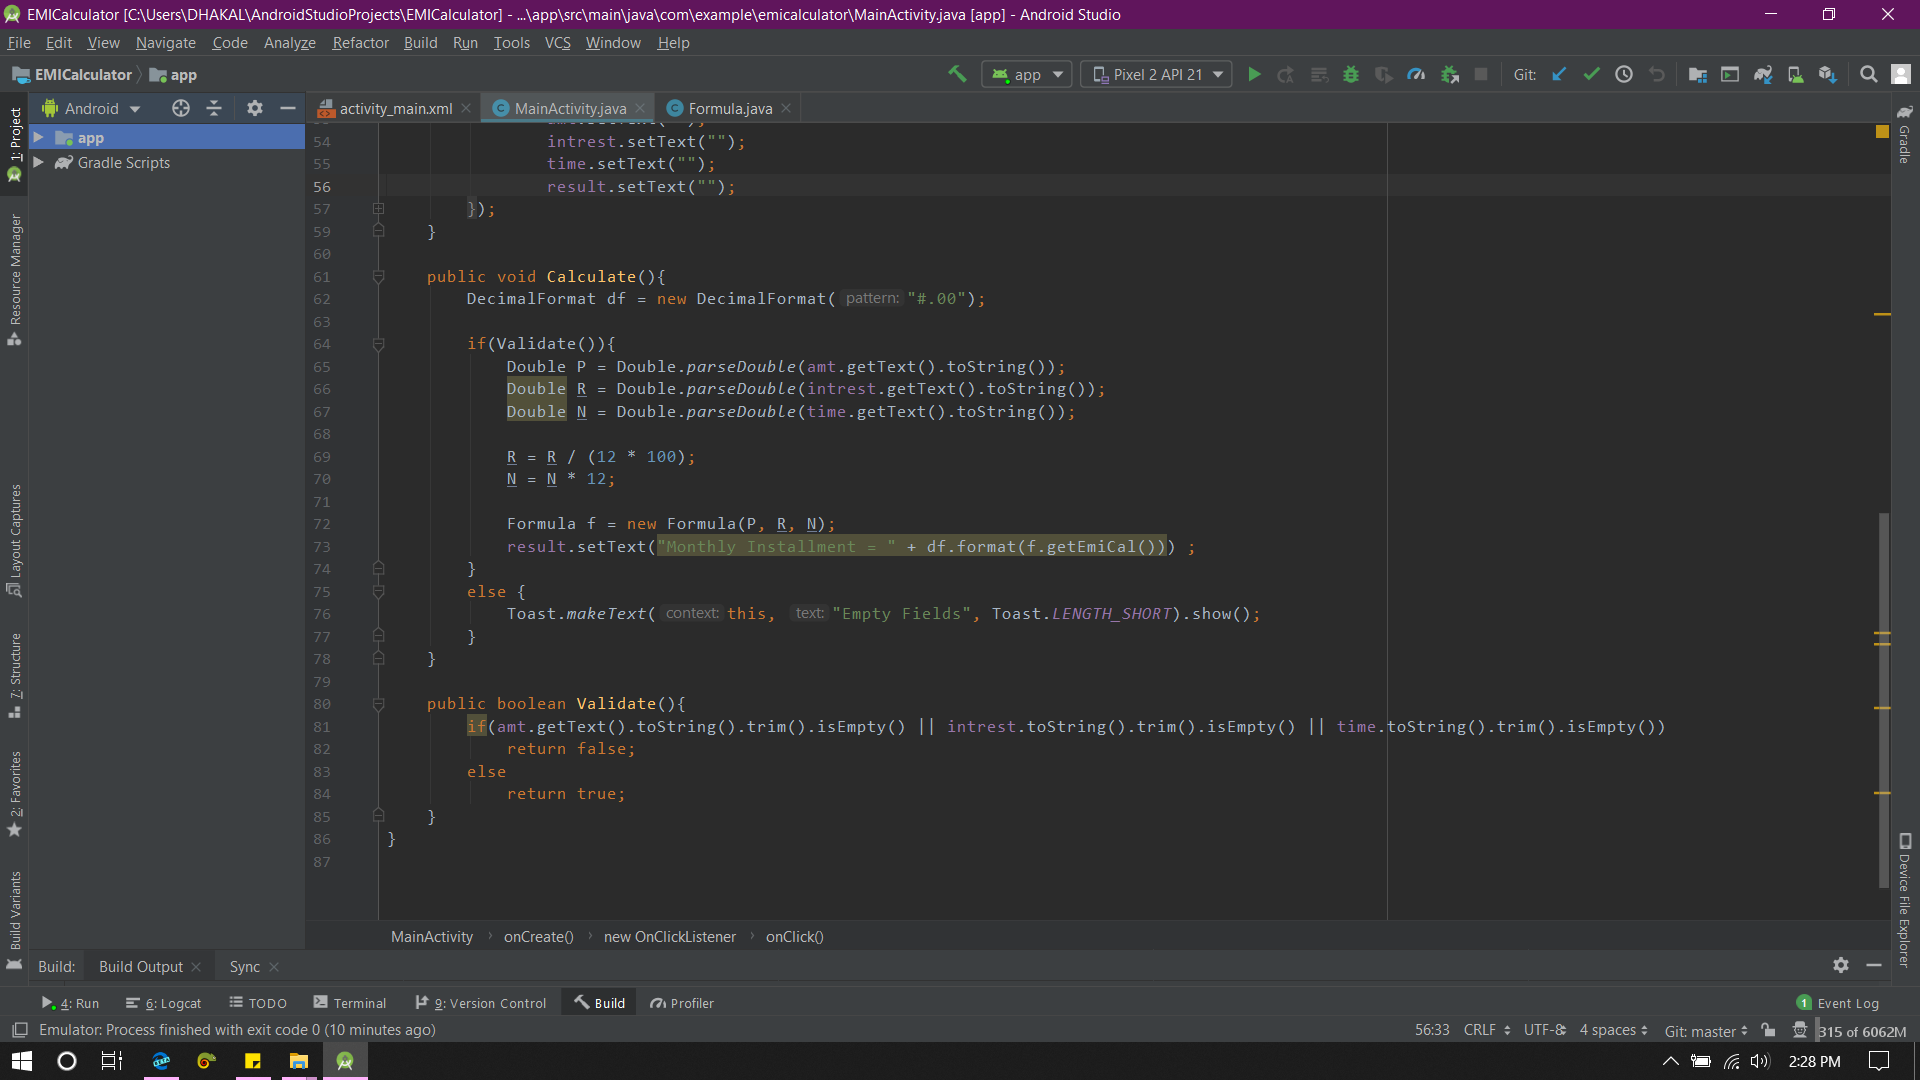 EMICalculator [C:\Users\DHAKAL\AndroidStudioProjects\EMICalculator] - ...\app\src\main\java\com\example\emicalculator\MainActivity.java [app] - Android Studio
File Edit View Navigate Code Analyze Refactor Build Run Tools VCS Window Help
EMICalculator app
app
Pixel 2 API 21
Git:
Android
activity_main.xml
MainActivity.java
Formula.java
1: Project
Resource Manager
Layout Captures
7: Structure
2: Favorites
Build Variants
app
Gradle Scripts
54 intrest.setText("");
55 time.setText("");
56 result.setText("");
57 });
59 }
60
61 public void Calculate(){
62 DecimalFormat df = new DecimalFormat( pattern: "#.00");
63
64 if(Validate()){
65 Double P = Double.parseDouble(amt.getText().toString());
66 Double R = Double.parseDouble(intrest.getText().toString());
67 Double N = Double.parseDouble(time.getText().toString());
68
69 R = R / (12 * 100);
70 N = N * 12;
71
72 Formula f = new Formula(P, R, N);
73 result.setText("Monthly Installment = " + df.format(f.getEmiCal())) ;
74 }
75 else {
76 Toast.makeText( context: this, text: "Empty Fields", Toast.LENGTH_SHORT).show();
77 }
78 }
79
80 public boolean Validate(){
81 if(amt.getText().toString().trim().isEmpty() || intrest.toString().trim().isEmpty() || time.toString().trim().isEmpty())
82 return false;
83 else
84 return true;
85 }
86 }
87
Gradle
Device File Explorer
MainActivity onCreate() new OnClickListener onClick()
Build: Build Output Sync
4: Run 6: Logcat TODO Terminal 9: Version Control Build Profiler
1 Event Log
Emulator: Process finished with exit code 0 (10 minutes ago)
56:33 CRLF UTF-8 4 spaces Git: master 315 of 6062M
BETA
2:28 PM